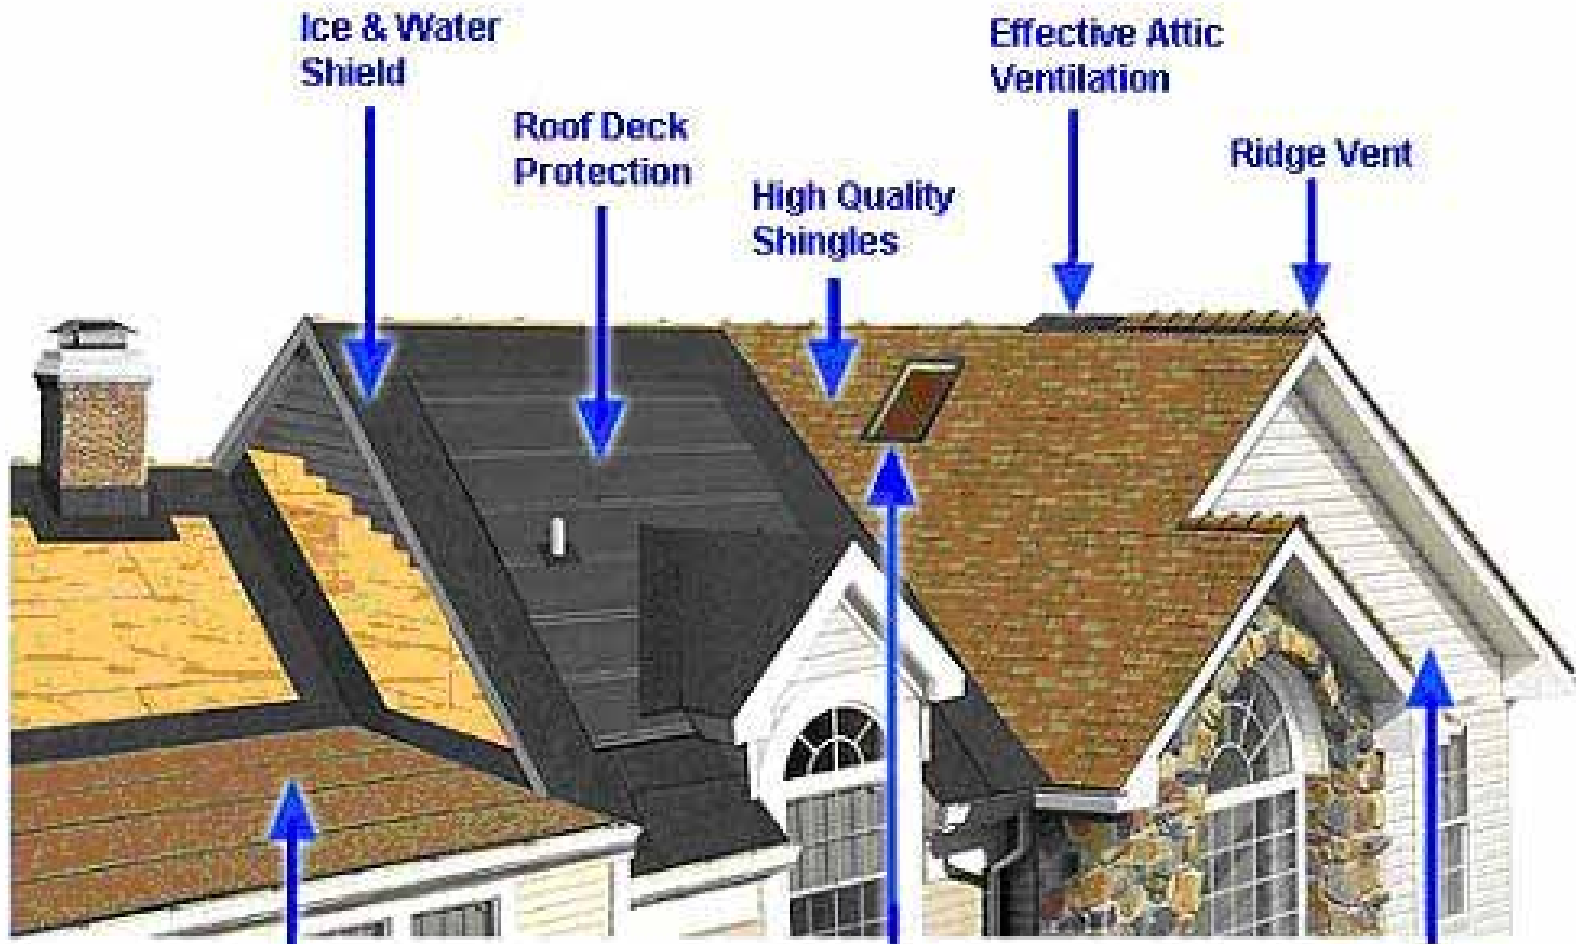 Ice & Water
Shield
Roof Deck
Protection
High Quality
Shingles
Effective Attic
Ventilation
Ridge Vent